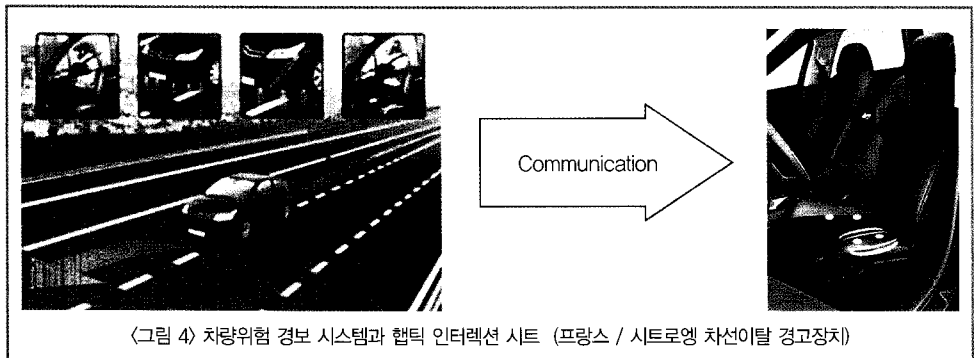 Communication
〈그림 4〉 차량위험 경보 시스템과 햅틱 인터렉션 시트 (프랑스 / 시트로엥 차선이탈 경고장치)